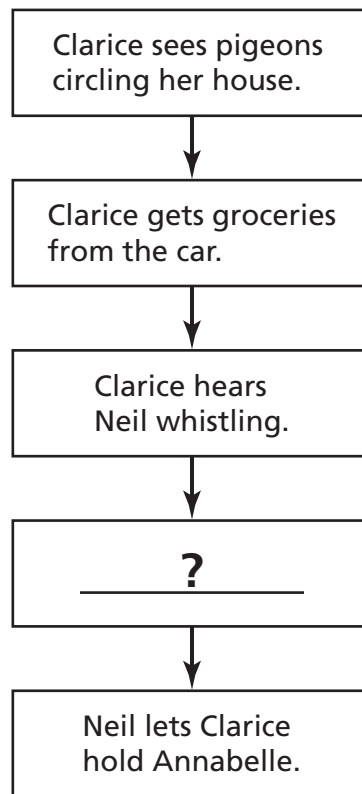 Clarice sees pigeons
circling her house.
Clarice gets groceries
from the car.
Clarice hears
Neil whistling.
?
Neil lets Clarice
hold Annabelle.